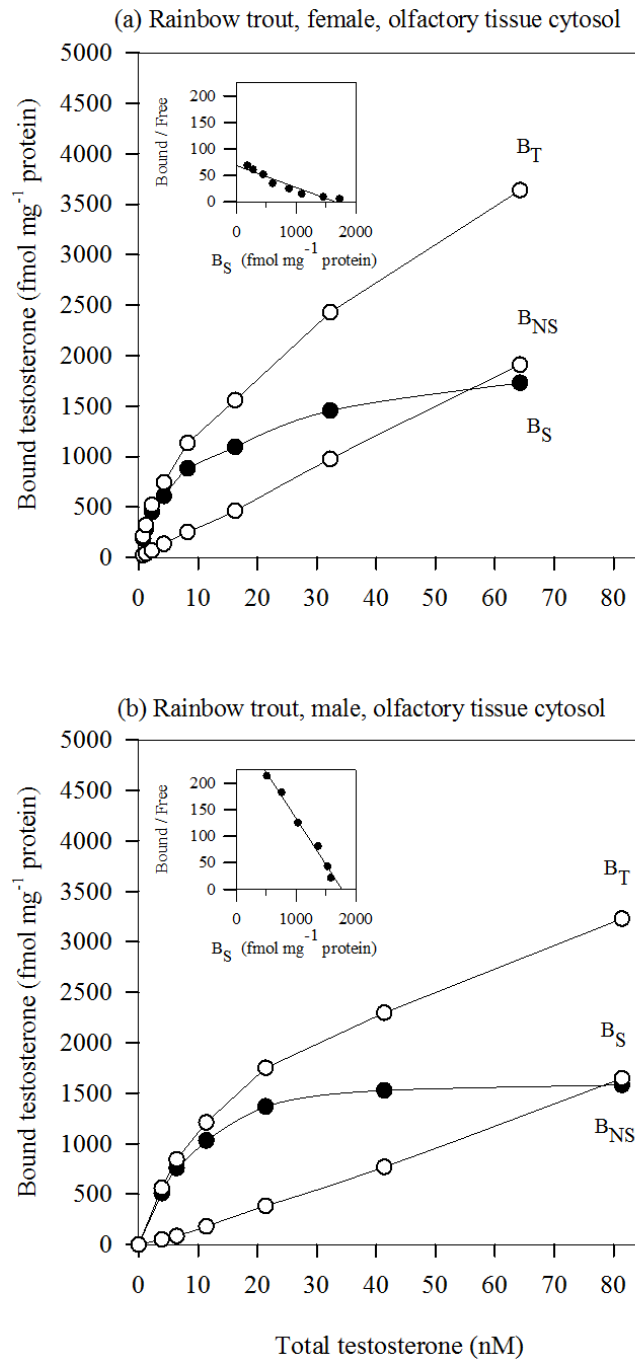 (a) Rainbow trout, female, olfactory tissue cytosol
5000
4500
4000
3500
3000
2500
2000
1500
1000
500
0
Bound testosterone (fmol mg-1 protein)
200
150
100
50
0
Bound / Free
0 1000 2000
BS (fmol mg-1 protein)
BT
BNS
BS
0 10 20 30 40 50 60 70 80
(b) Rainbow trout, male, olfactory tissue cytosol
5000
4500
4000
3500
3000
2500
2000
1500
1000
500
0
Bound testosterone (fmol mg-1 protein)
200
150
100
50
0
Bound / Free
0 1000 2000
BS (fmol mg-1 protein)
BT
BS
BNS
0 10 20 30 40 50 60 70 80
Total testosterone (nM)